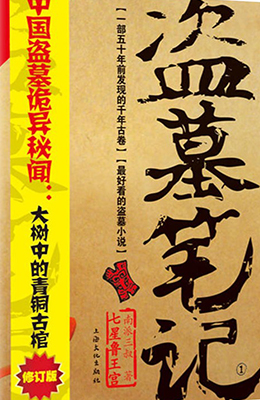 盗墓笔记
①
【一部五十年前发现的千年古卷】【最好看的盗墓小说】
南派三叔 著
七星鲁王宫
上海文化出版社
中国盗墓诡异秘闻：
大树中的青铜古棺
修订版